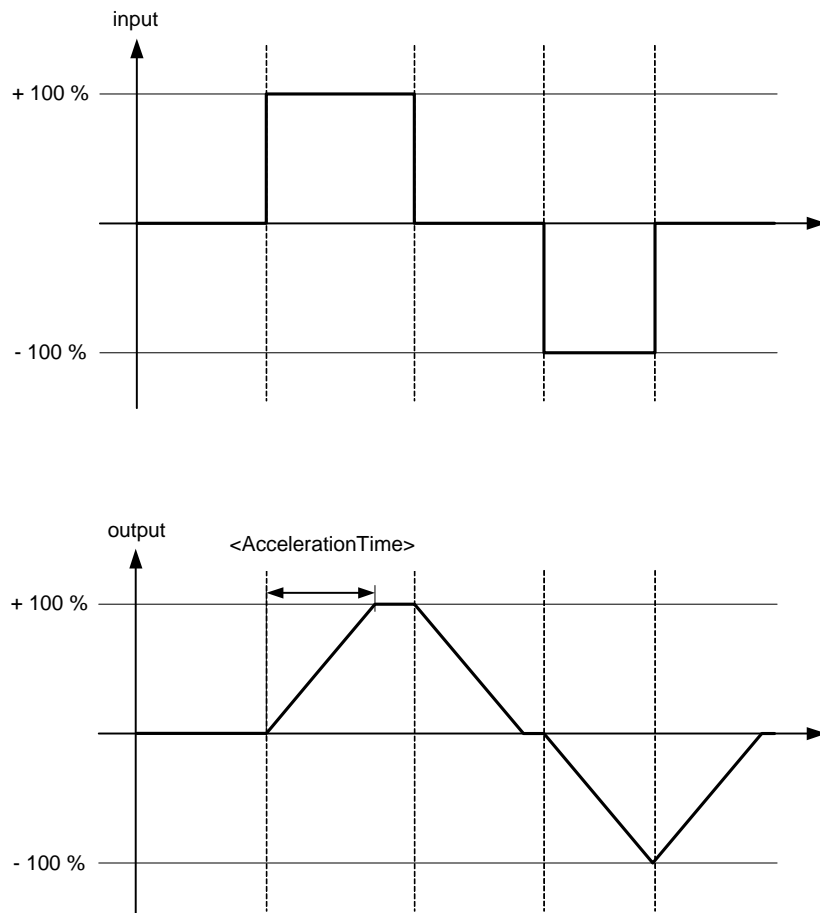 input
+ 100 %
- 100 %
output
<AccelerationTime>
+ 100 %
- 100 %